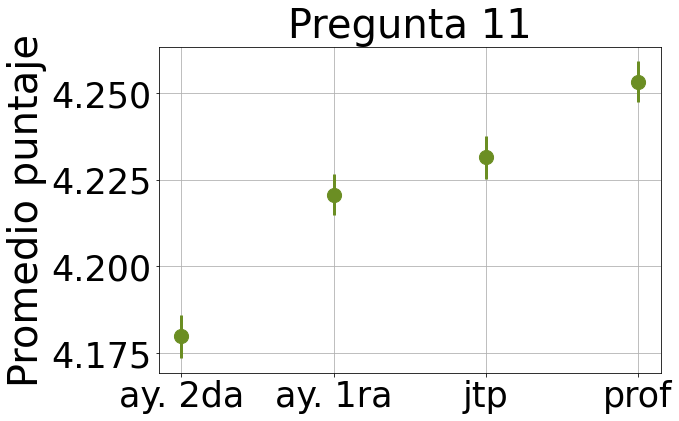 Pregunta 11
Promedio puntaje
4.250
4.225
4.200
4.175
ay. 2da
ay. 1ra
jtp
prof